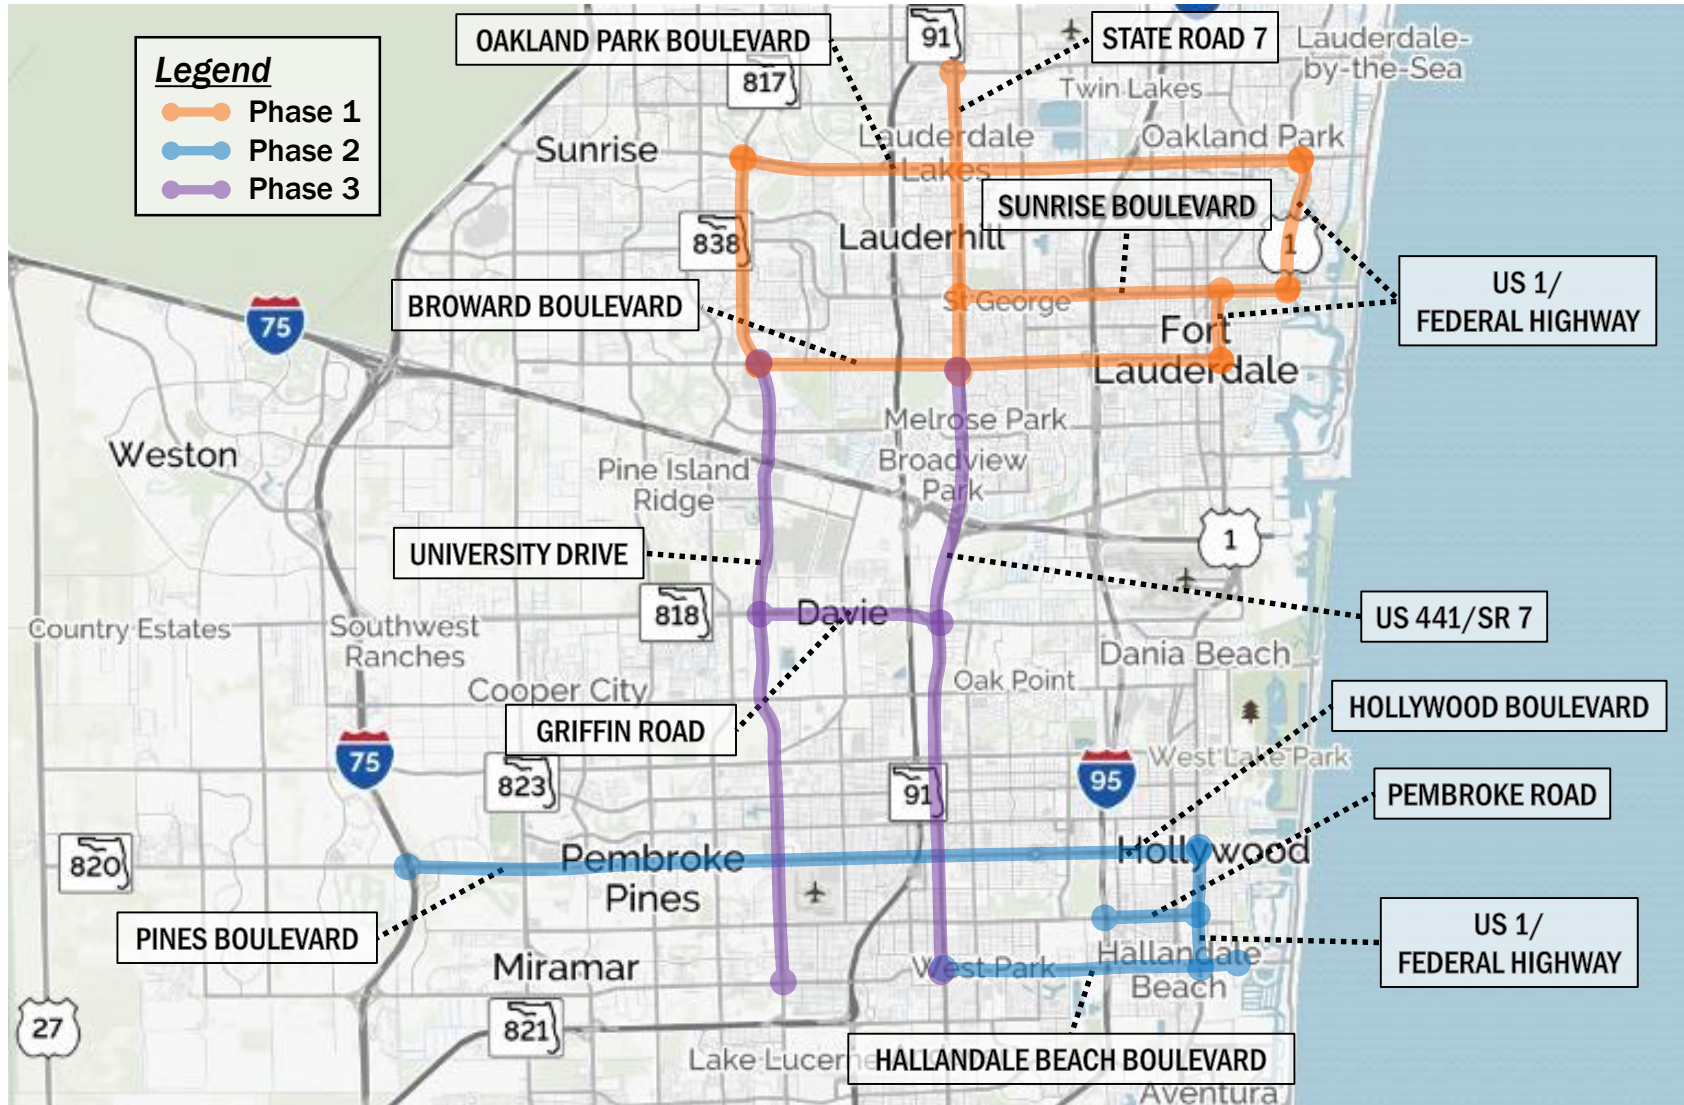 Legend
Phase 1
Phase 2
Phase 3
OAKLAND PARK BOULEVARD
91
STATE ROAD 7
Lauderdale-
by-the-Sea
817
Twin Lakes
Sunrise
Lauderdale
Lakes
Oakland Park
SUNRISE BOULEVARD
838
Lauderhill
1
75
BROWARD BOULEVARD
St George
US 1/
FEDERAL HIGHWAY
Fort
Lauderdale
Melrose Park
Weston
Pine Island
Ridge
Broadview
Park
UNIVERSITY DRIVE
1
818
Davie
US 441/SR 7
Country Estates
Southwest
Ranches
Dania Beach
Cooper City
Oak Point
HOLLYWOOD BOULEVARD
GRIFFIN ROAD
75
823
91
95
West Lake Park
PEMBROKE ROAD
820
Pembroke
Pines
Hollywood
PINES BOULEVARD
US 1/
FEDERAL HIGHWAY
Miramar
West Park
Hallandale
Beach
27
821
Lake Lucerne
HALLANDALE BEACH BOULEVARD
Aventura